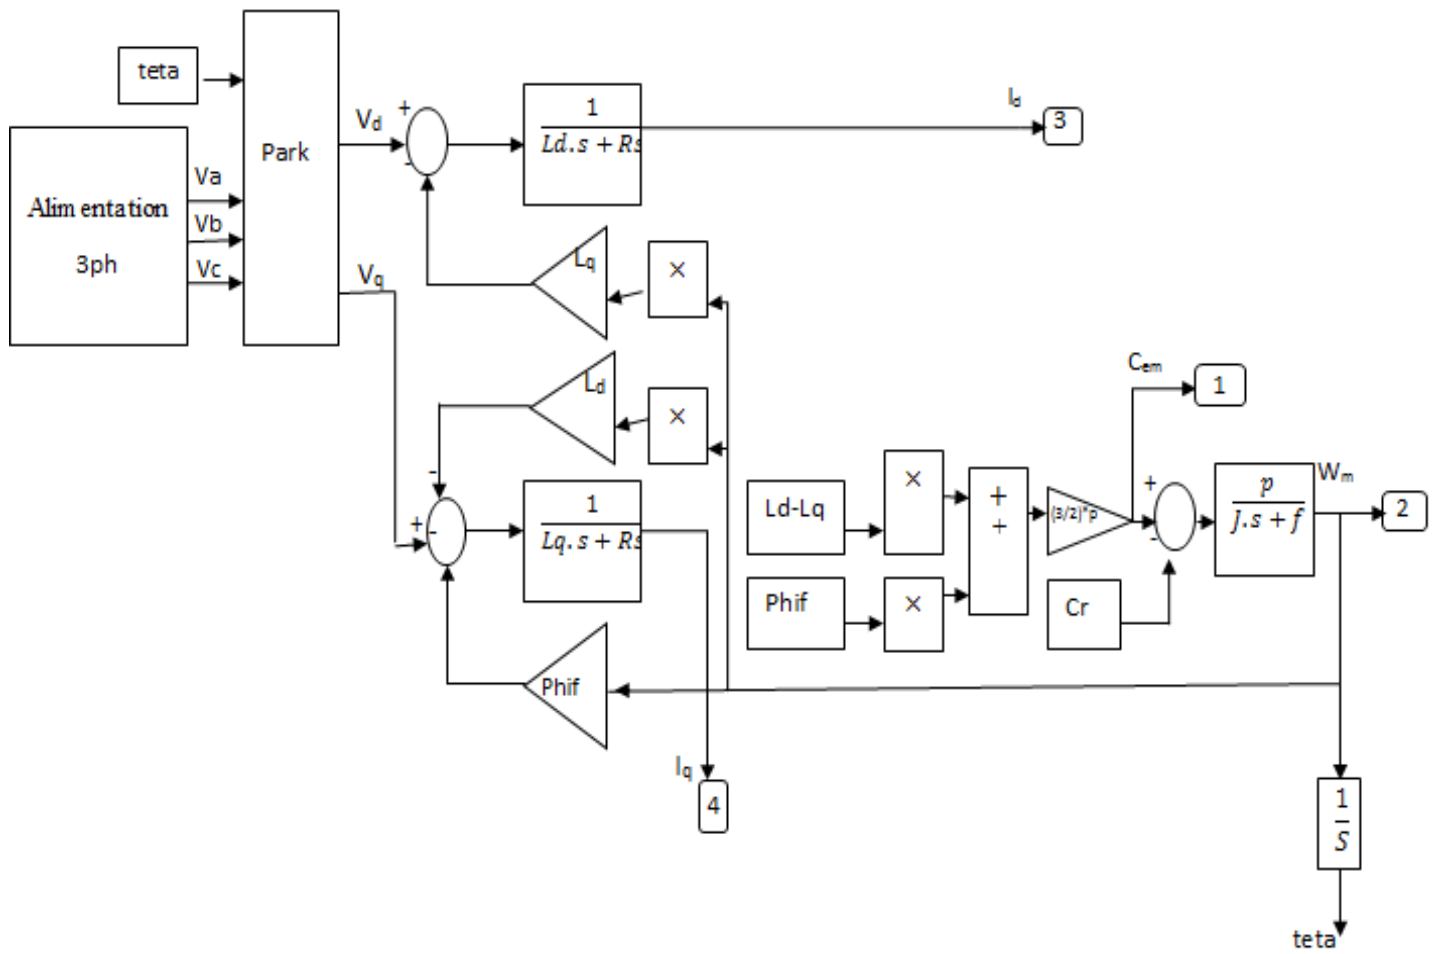 teta
Alim entation
3ph
Va
Vb
Vc
Park
Vd
Vq
+
-
1
Ld.s + Rs
Id
3
Lq
×
Ld
×
-
+
-
1
Lq.s + Rs
Phif
Iq
4
Ld-Lq
×
Phif
×
+
+
(3/2)*p
Cem
1
+
-
Cr
p
J.s + f
Wm
2
1
S
teta